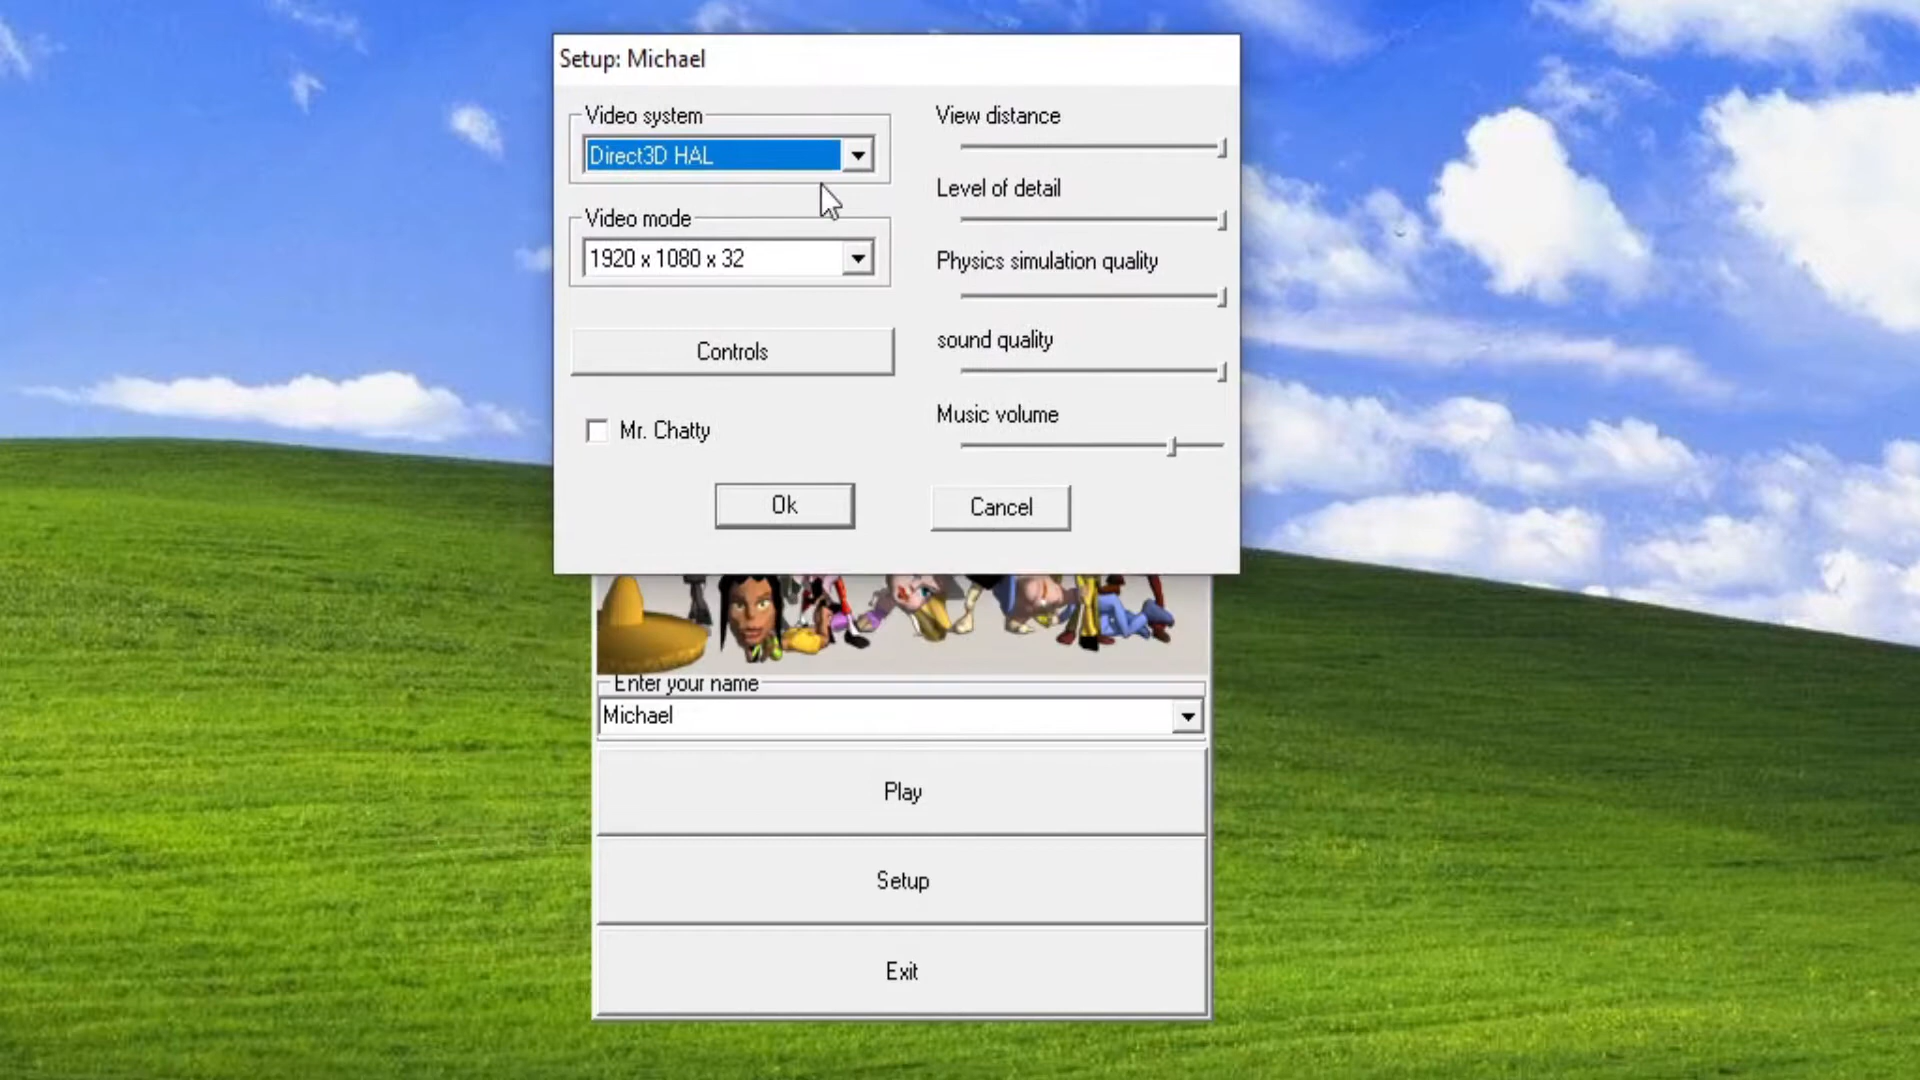 Setup: Michael
Video system
Direct3D HAL
Video mode
1920 x 1080 x 32
Controls
Mr. Chatty
View distance
Level of detail
Physics simulation quality
sound quality
Music volume
Ok
Cancel
Enter your name
Michael
Play
Setup
Exit